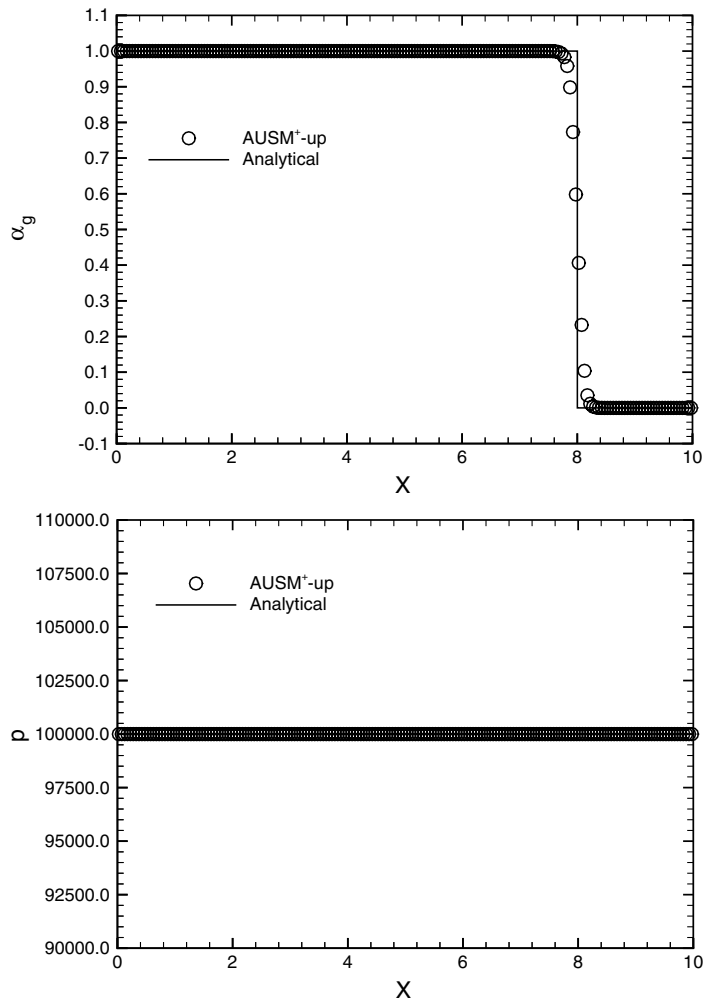 1.0
0.9
0.8
0.7
0.6
0.5
0.4
0.3
0.2
0.1
0.0
-0.1
α_g
AUSM⁺-up
Analytical
0 2 4 6 8 10
X
110000.0
107500.0
105000.0
102500.0
100000.0
97500.0
95000.0
92500.0
90000.0
p
AUSM⁺-up
Analytical
0 2 4 6 8 10
X